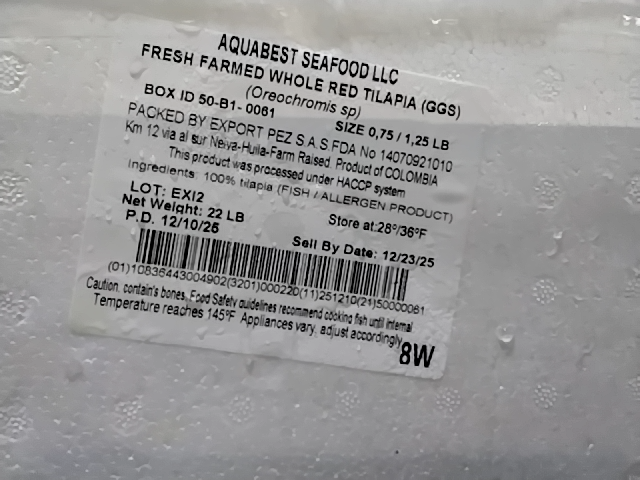 AQUABEST SEAFOOD LLC
FRESH FARMED WHOLE RED TILAPIA (GGS)
(Oreochromis sp)
BOX ID 50-B1- 0061
SIZE 0,75 / 1,25 LB
PACKED BY EXPORT PEZ S.A.S FDA No 14070921010
Km 12 via al sur Neiva-Huila-Farm Raised. Product of COLOMBIA
This product was processed under HACCP system
Ingredients: 100% tilapia (FISH / ALLERGEN PRODUCT)
LOT: EXI2
Net Weight: 22 LB
Store at:28º/36ºF
P.D. 12/10/25
Sell By Date: 12/23/25
(01)10836443004902(3201)000220(11)251210(21)50000061
Caution, contain's bones, Food Safety guidelines recommend cooking fish until internal
Temperature reaches 145ºF. Appliances vary, adjust accordingly
8W